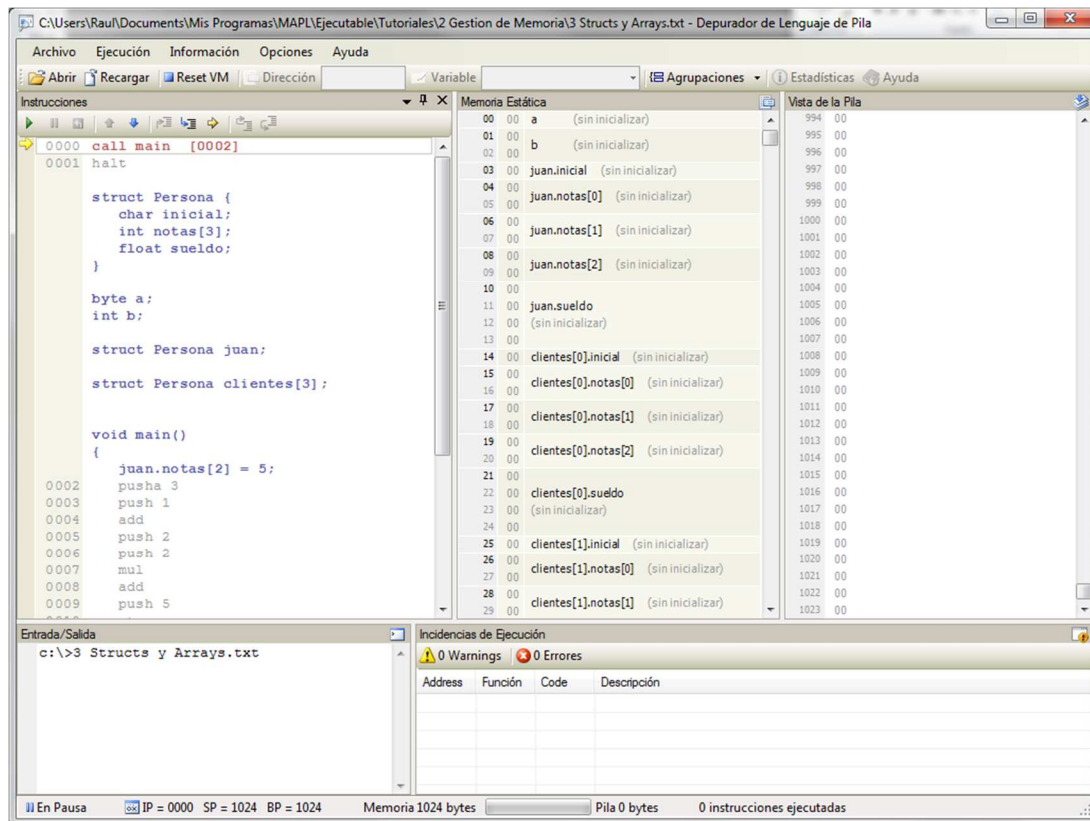 C:\Users\Raul\Documents\Mis Programas\MAPL\Ejecutable\Tutoriales\2 Gestion de Memoria\3 Structs y Arrays.txt - Depurador de Lenguaje de Pila
Archivo Ejecución Información Opciones Ayuda
Abrir Recargar Reset VM Dirección Variable Agrupaciones Estadísticas Ayuda
Instrucciones
0000 call main [0002]
0001 halt
struct Persona {
char inicial;
int notas[3];
float sueldo;
}
byte a;
int b;
struct Persona juan;
struct Persona clientes[3];
void main()
{
juan.notas[2] = 5;
0002 pusha 3
0003 push 1
0004 add
0005 push 2
0006 push 2
0007 mul
0008 add
0009 push 5
Memoria Estática
00 00 a (sin inicializar)
01 00 b (sin inicializar)
02 00
03 00 juan.inicial (sin inicializar)
04 00 juan.notas[0] (sin inicializar)
05 00
06 00 juan.notas[1] (sin inicializar)
07 00
08 00 juan.notas[2] (sin inicializar)
09 00
10 00
11 00 juan.sueldo
12 00 (sin inicializar)
13 00
14 00 clientes[0].inicial (sin inicializar)
15 00 clientes[0].notas[0] (sin inicializar)
16 00
17 00 clientes[0].notas[1] (sin inicializar)
18 00
19 00 clientes[0].notas[2] (sin inicializar)
20 00
21 00
22 00 clientes[0].sueldo
23 00 (sin inicializar)
24 00
25 00 clientes[1].inicial (sin inicializar)
26 00 clientes[1].notas[0] (sin inicializar)
27 00
28 00 clientes[1].notas[1] (sin inicializar)
29 00
Vista de la Pila
994 00
995 00
996 00
997 00
998 00
999 00
1000 00
1001 00
1002 00
1003 00
1004 00
1005 00
1006 00
1007 00
1008 00
1009 00
1010 00
1011 00
1012 00
1013 00
1014 00
1015 00
1016 00
1017 00
1018 00
1019 00
1020 00
1021 00
1022 00
1023 00
Entrada/Salida
c:\>3 Structs y Arrays.txt
Incidencias de Ejecución
0 Warnings 0 Errores
Address Función Code Descripción
En Pausa IP = 0000 SP = 1024 BP = 1024 Memoria 1024 bytes Pila 0 bytes 0 instrucciones ejecutadas